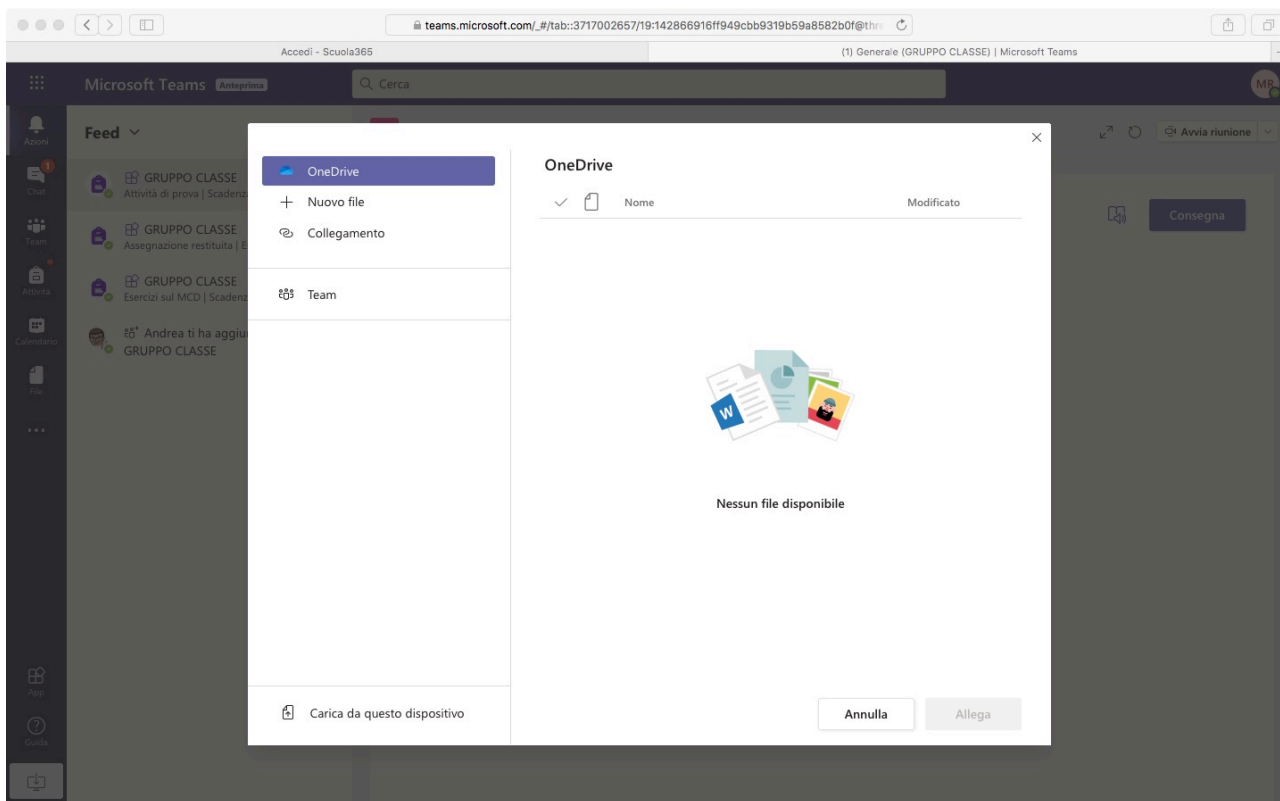 teams.microsoft.com/_#/tab::3717002657/19:142866916ff949cbb9319b59a8582b0f@thre
Accedi - Scuola365
(1) Generale (GRUPPO CLASSE) | Microsoft Teams
Microsoft Teams Anteprima
Cerca
MR
Azioni
Feed
Avvia riunione
1
Chat
GRUPPO CLASSE
Attività di prova | Scadenz
Team
GRUPPO CLASSE
Assegnazione restituita | E
Attività
GRUPPO CLASSE
Esercizi sul MCD | Scadenz
Calendario
Andrea ti ha aggiu
GRUPPO CLASSE
File
App
Guida
Consegna
OneDrive
Nuovo file
Collegamento
Team
Carica da questo dispositivo
OneDrive
Nome Modificato
W
Nessun file disponibile
Annulla Allega